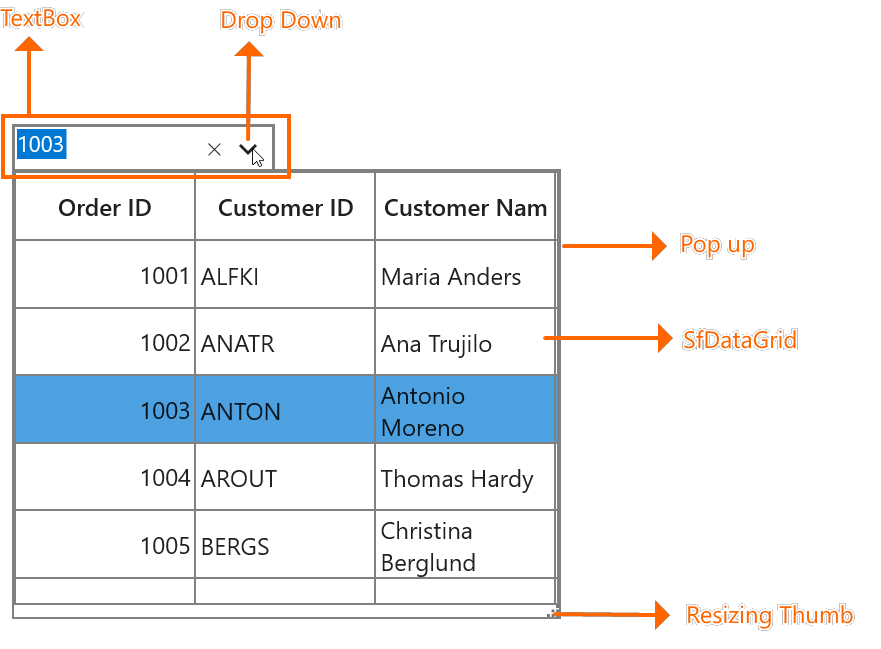 TextBox
Drop Down
1003
Order ID
Customer ID
Customer Nam
Pop up
1001
ALFKI
Maria Anders
1002
ANATR
Ana Trujilo
SfDataGrid
1003
ANTON
Antonio
Moreno
1004
AROUT
Thomas Hardy
1005
BERGS
Christina
Berglund
Resizing Thumb